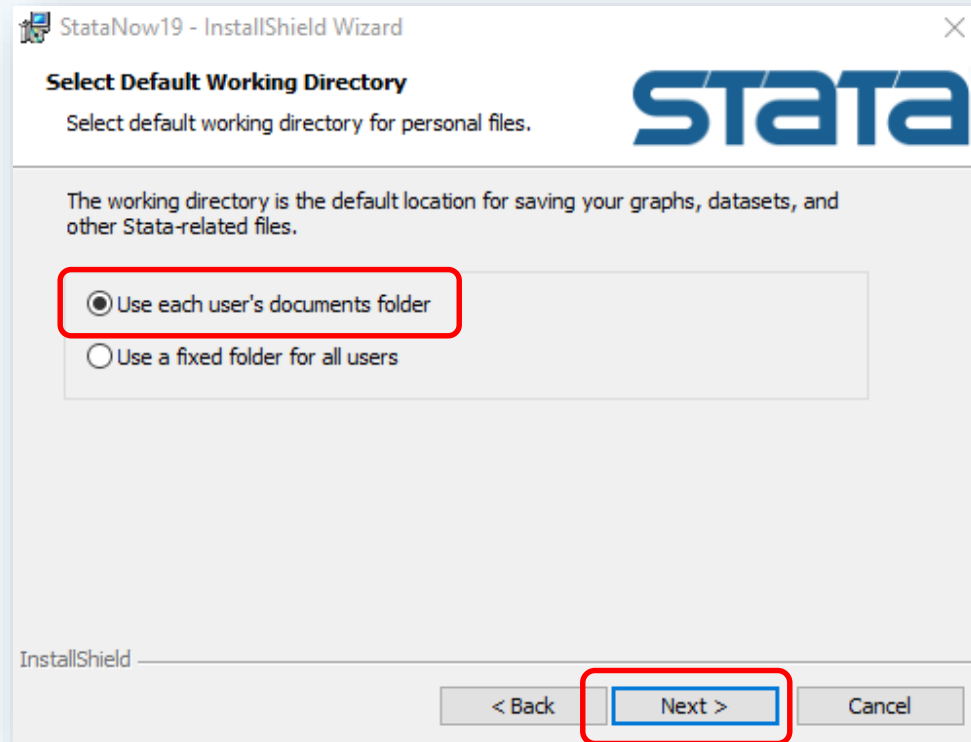 StataNow19 - InstallShield Wizard
Select Default Working Directory
Select default working directory for personal files.
stata
The working directory is the default location for saving your graphs, datasets, and
other Stata-related files.
Use each user's documents folder
Use a fixed folder for all users
InstallShield
< Back
Next >
Cancel